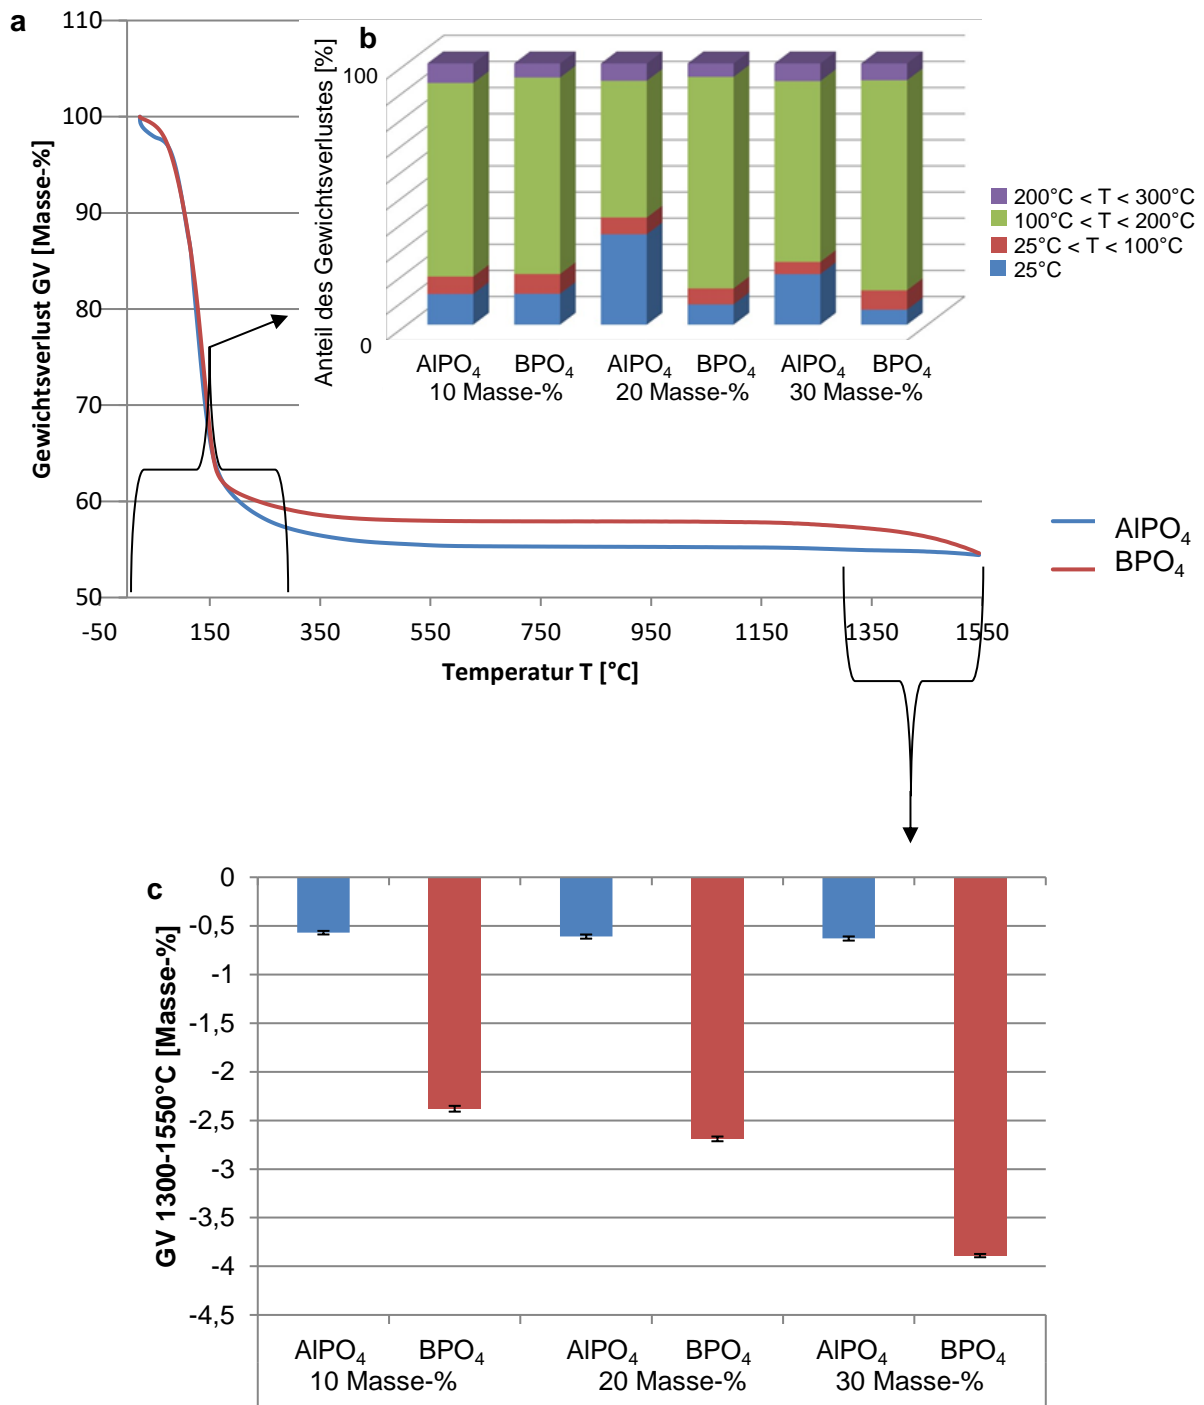 a
110
100
90
80
70
60
50
Gewichtsverlust GV [Masse-%]
-50 150 350 550 750 950 1150 1350 1550
Temperatur T [°C]
AlPO₄
BPO₄
b
100
0
Anteil des Gewichtsverlustes [%]
AlPO₄ BPO₄ AlPO₄ BPO₄ AlPO₄ BPO₄
10 Masse-% 20 Masse-% 30 Masse-%
200°C < T < 300°C
100°C < T < 200°C
25°C < T < 100°C
25°C
c
0
-0,5
-1
-1,5
-2
-2,5
-3
-3,5
-4
-4,5
GV 1300-1550°C [Masse-%]
AlPO₄ BPO₄ AlPO₄ BPO₄ AlPO₄ BPO₄
10 Masse-% 20 Masse-% 30 Masse-%